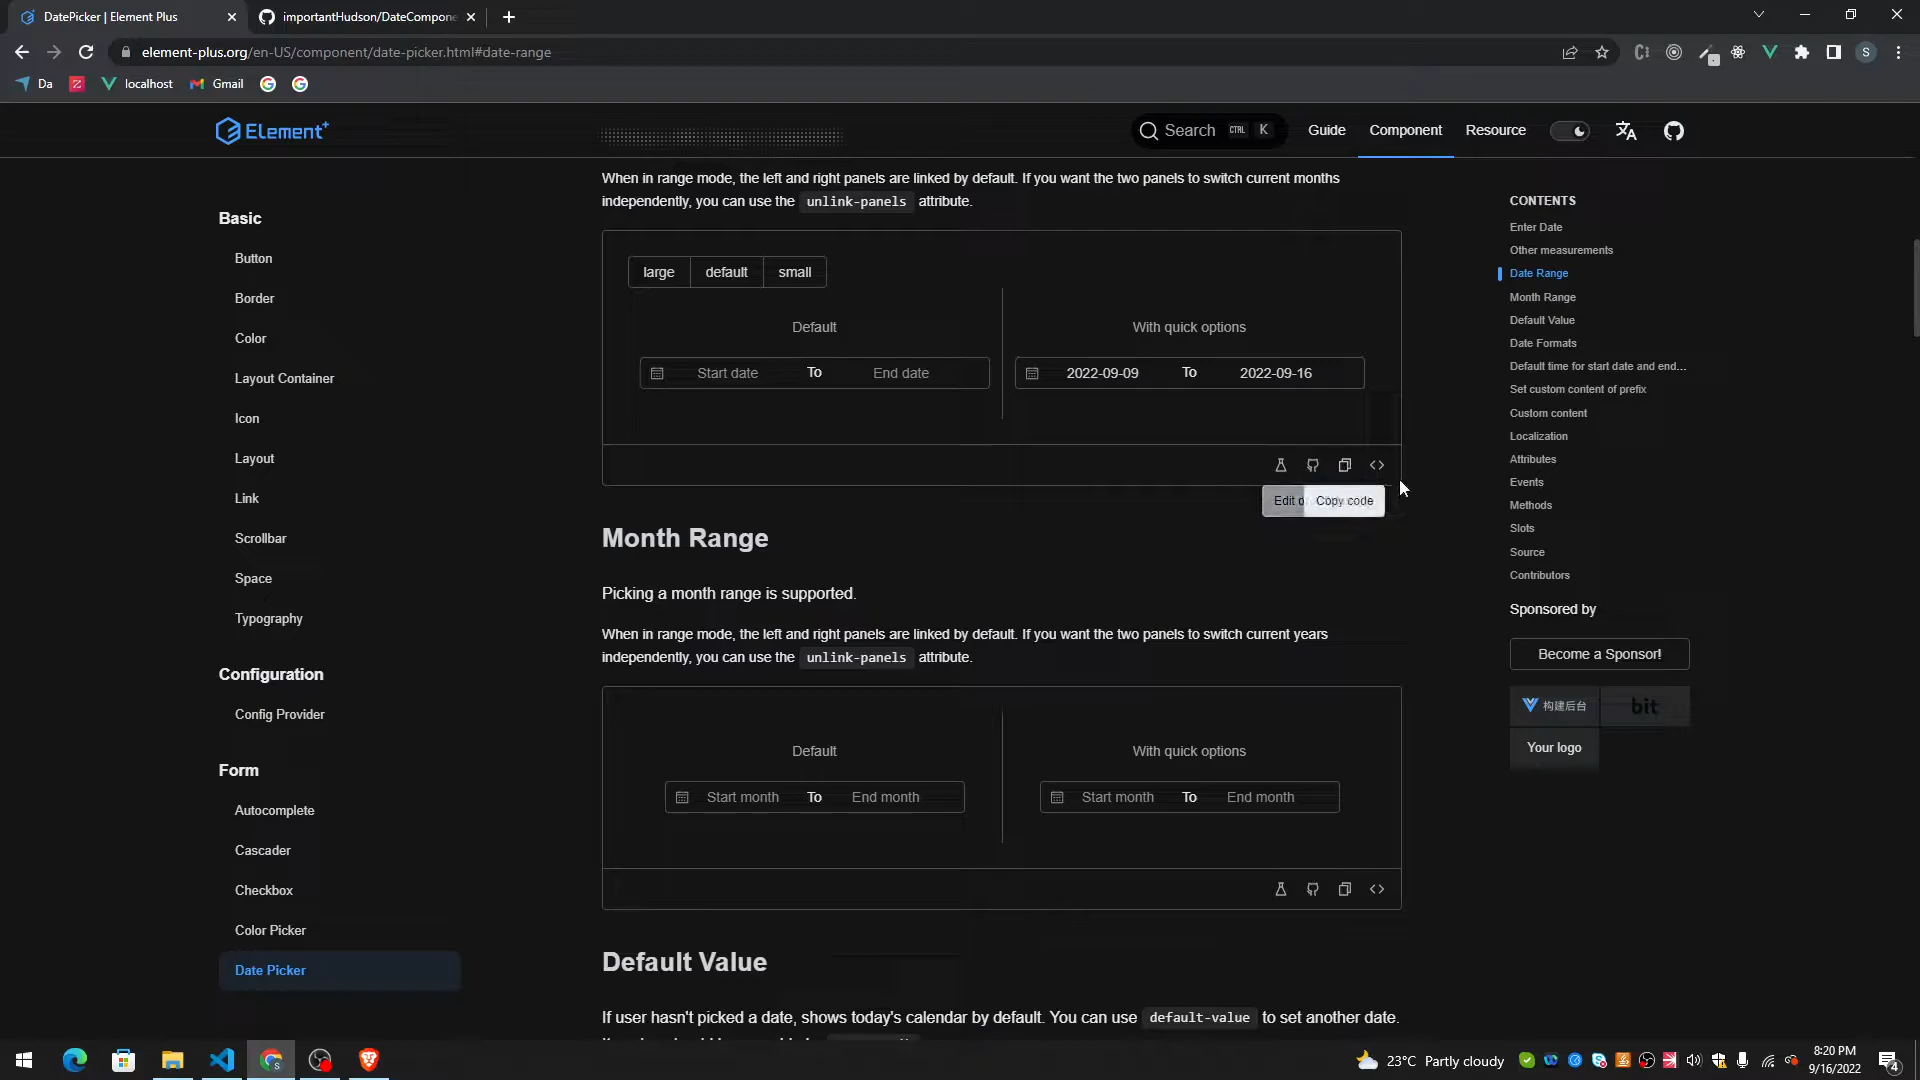 DatePicker | Element Plus
importantHudson/DateCompone
element-plus.org/en-US/component/date-picker.html#date-range
S
Da
localhost
Gmail
Element+
Search CTRL K
Guide
Component
Resource
When in range mode, the left and right panels are linked by default. If you want the two panels to switch current months
independently, you can use the unlink-panels attribute.
Basic
Button
Border
Color
Layout Container
Icon
Layout
Link
Scrollbar
Space
Typography
Configuration
Config Provider
Form
Autocomplete
Cascader
Checkbox
Color Picker
Date Picker
large default small
Default
With quick options
Start date To End date
2022-09-09 To 2022-09-16
Copy code
Month Range
Picking a month range is supported.
When in range mode, the left and right panels are linked by default. If you want the two panels to switch current years
independently, you can use the unlink-panels attribute.
Default
With quick options
Start month To End month
Start month To End month
Default Value
If user hasn't picked a date, shows today's calendar by default. You can use default-value to set another date.
CONTENTS
Enter Date
Other measurements
Date Range
Month Range
Default Value
Date Formats
Default time for start date and end...
Set custom content of prefix
Custom content
Localization
Attributes
Events
Methods
Slots
Source
Contributors
Sponsored by
Become a Sponsor!
构建后台
bit
Your logo
23°C Partly cloudy
8:20 PM
9/16/2022
4